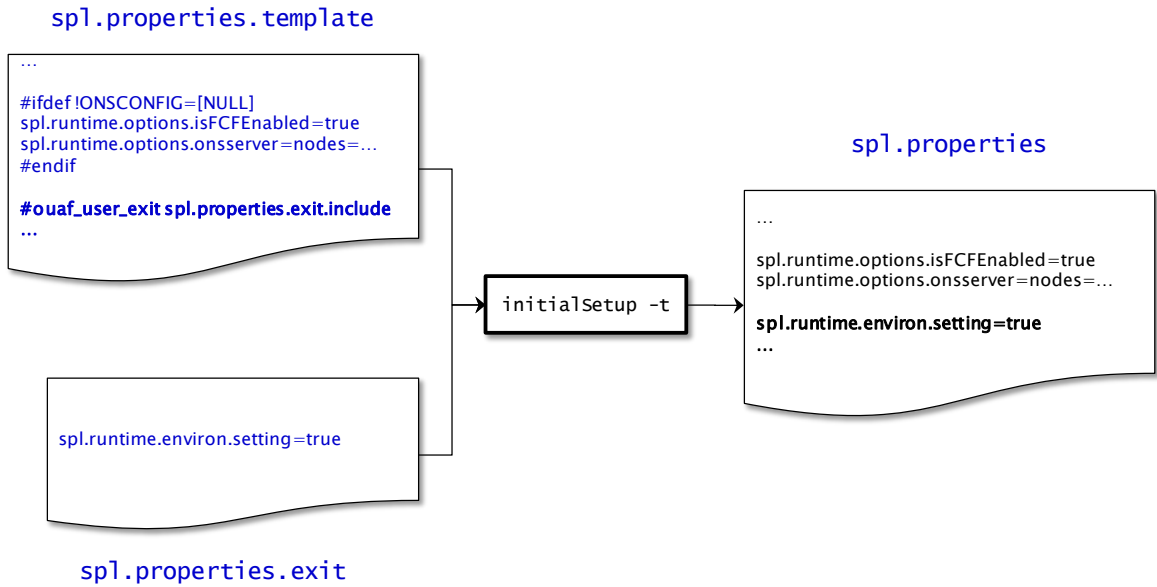 spl.properties.template
...
#ifdef !ONSCONFIG=[NULL]
spl.runtime.options.isFCFEnabled=true
spl.runtime.options.onsserver=nodes=...
#endif
#ouaf_user_exit spl.properties.exit.include
...
spl.runtime.environ.setting=true
spl.properties.exit
initialSetup -t
spl.properties
...
spl.runtime.options.isFCFEnabled=true
spl.runtime.options.onsserver=nodes=...
spl.runtime.environ.setting=true
...